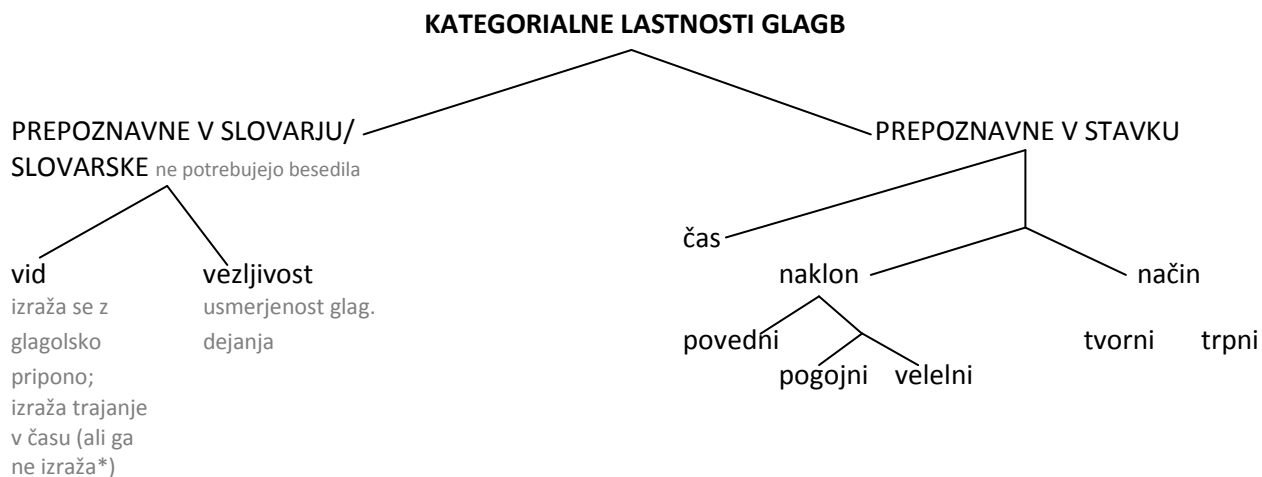 KATEGORIALNE LASTNOSTI GLAGB
PREPOZNAVNE V SLOVARJU/
SLOVARSKE ne potrebujejo besedila
PREPOZNAVNE V STAVKU
čas
vid
izraža se z
glagolsko
pripono;
izraža trajanje
v času (ali ga
ne izraža*)
vezljivost
usmerjenost glag.
dejanja
naklon
način
povedni
tvorni trpni
pogojni velelni